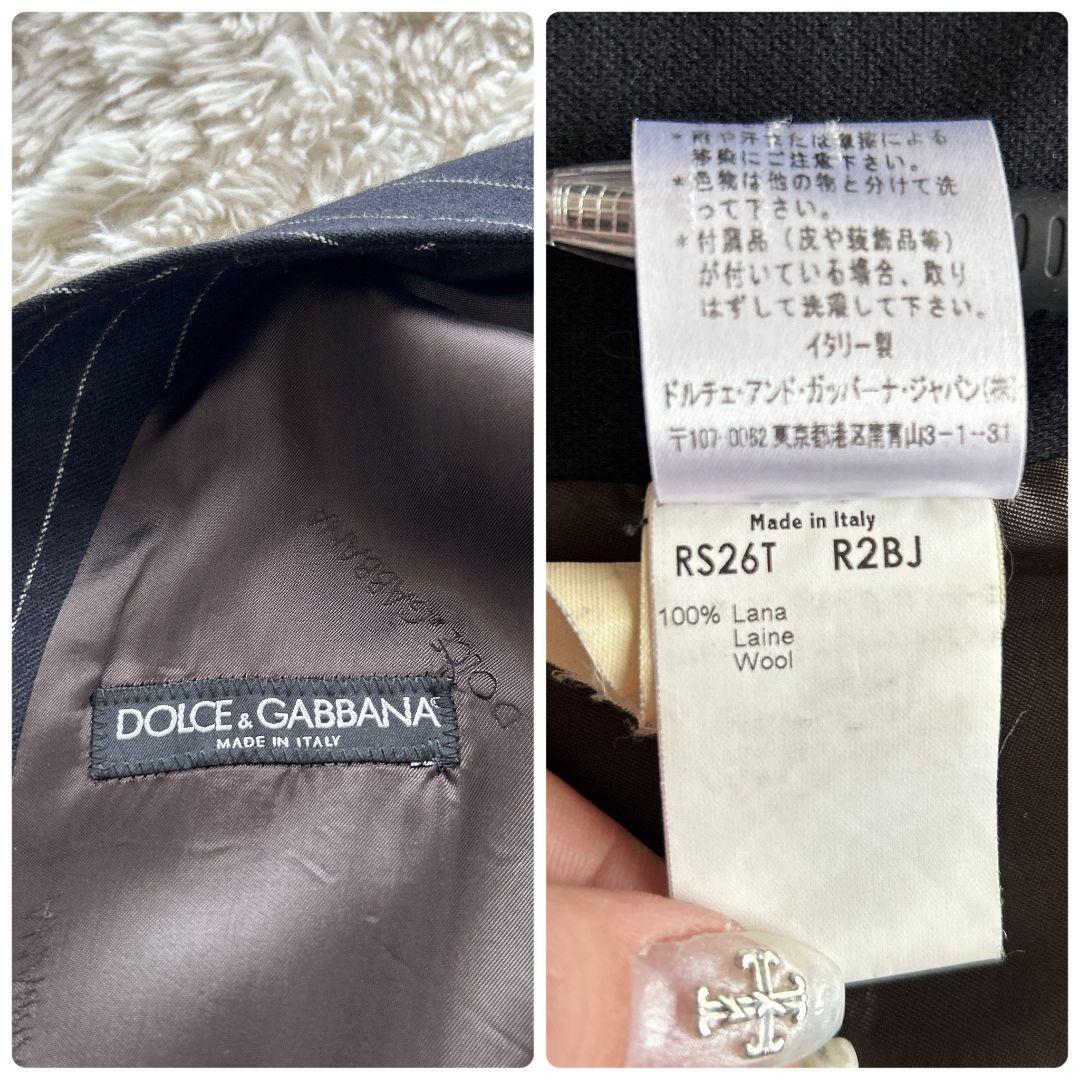 DOLCE & GABBANA
DOLCE & GABBANA
MADE IN ITALY
* 雨や汗または摩擦による
移染にご注意下さい。
* 色物は他の物と分けて洗
って下さい。
* 付属品 (皮や装飾品等)
が付いている場合、取り
はずして洗濯して下さい。
イタリー製
ドルチェ・アンド・ガッバーナ・ジャパン(株)
〒107-0062 東京都港区南青山3-1-31
Made in Italy
RS26T R2BJ
100% Lana
Laine
Wool